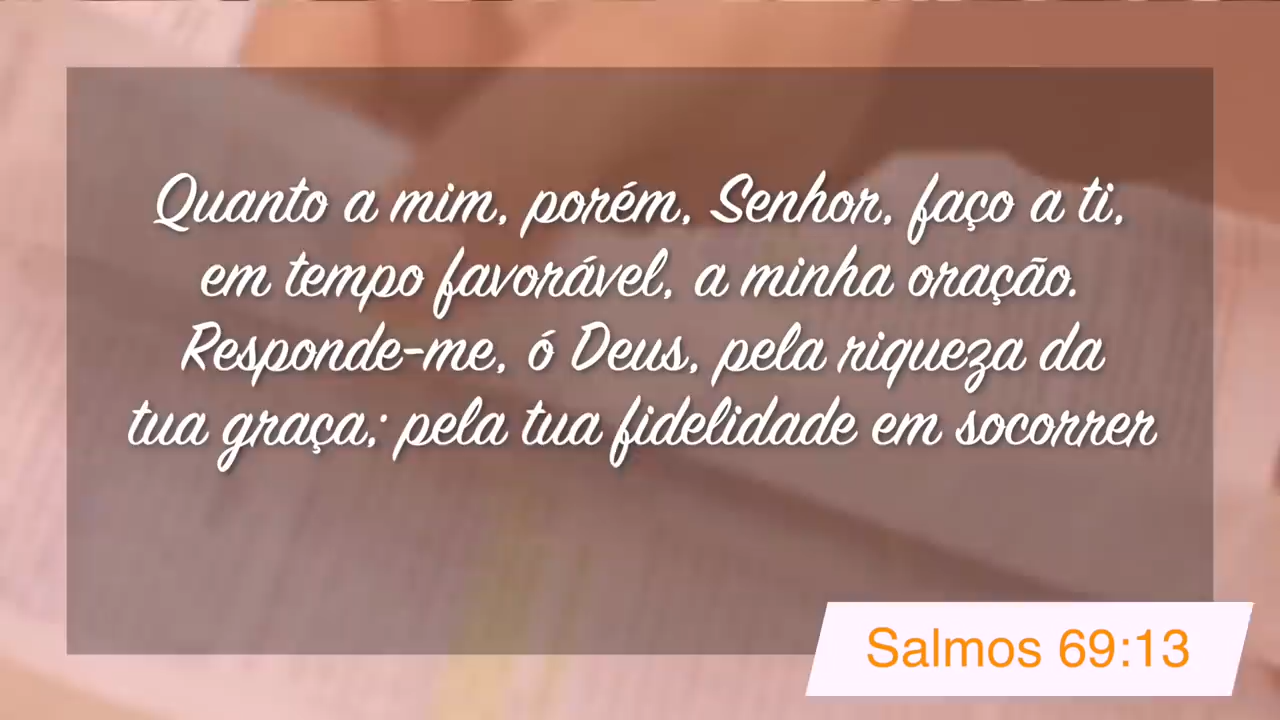 Quanto a mim, porém, Senhor, faço a ti,
em tempo favorável, a minha oração.
Responde-me, ó Deus, pela riqueza da
tua graça; pela tua fidelidade em socorrer
Salmos 69:13